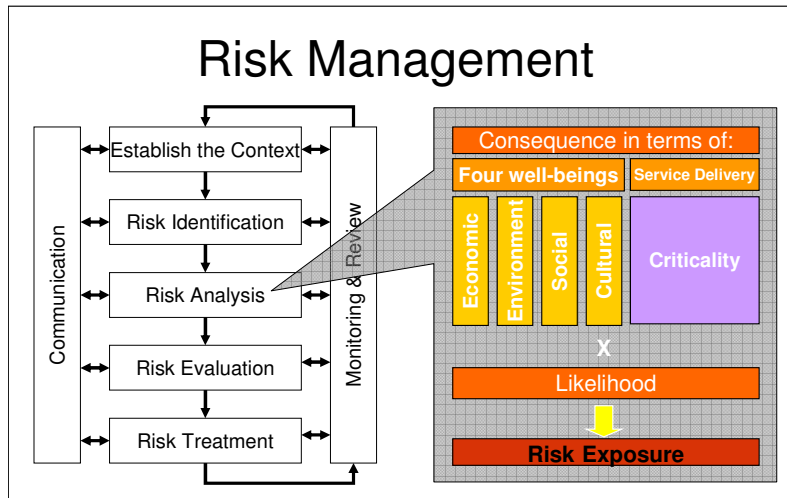 Risk Management
Communication
Establish the Context
Risk Identification
Risk Analysis
Risk Evaluation
Risk Treatment
Monitoring & Review
Consequence in terms of:
Four well-beings
Service Delivery
Economic
Environment
Social
Cultural
Criticality
X
Likelihood
Risk Exposure